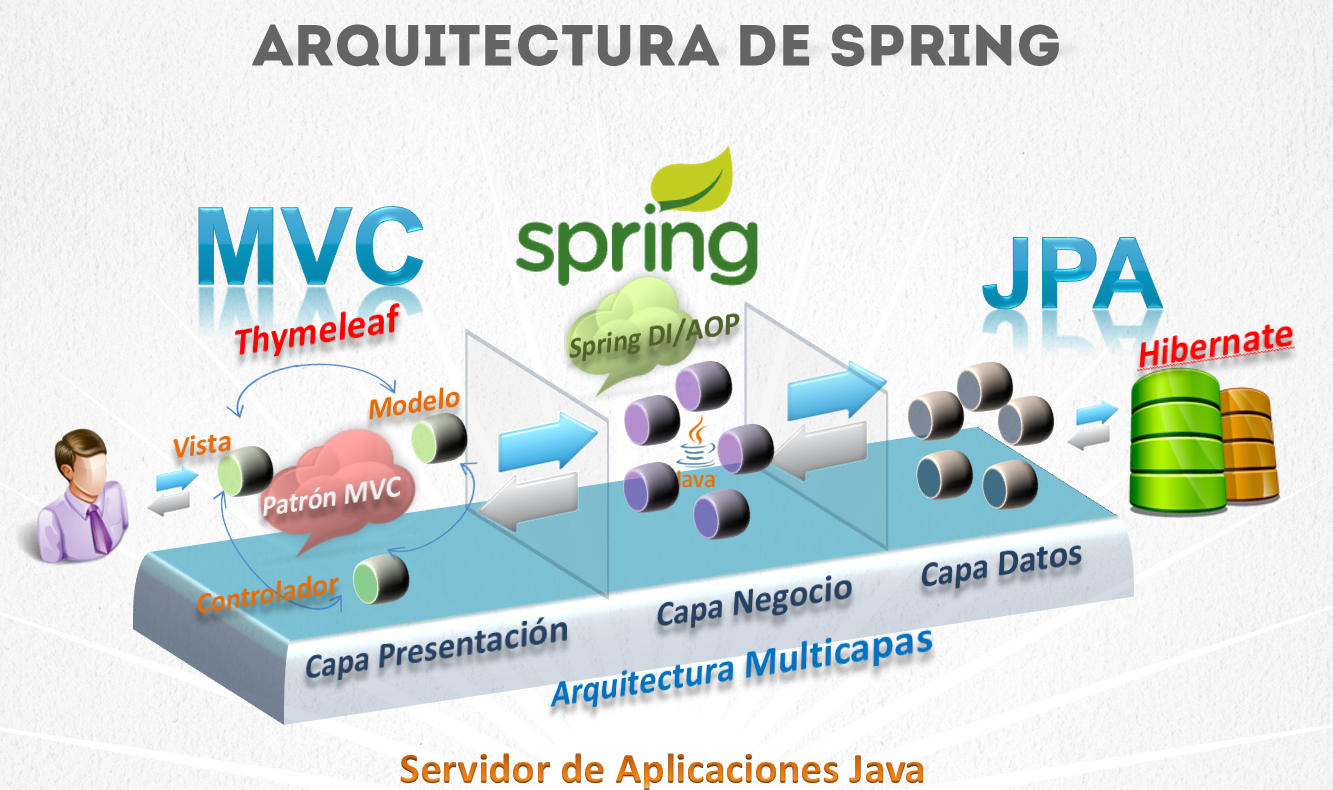 ARQUITECTURA DE SPRING
MVC
spring
JPA
Thymeleaf
Spring DI/AOP
Hibernate
Modelo
Vista
Patrón MVC
Java
Controlador
Capa Presentación
Capa Negocio
Capa Datos
Arquitectura Multicapas
Servidor de Aplicaciones Java